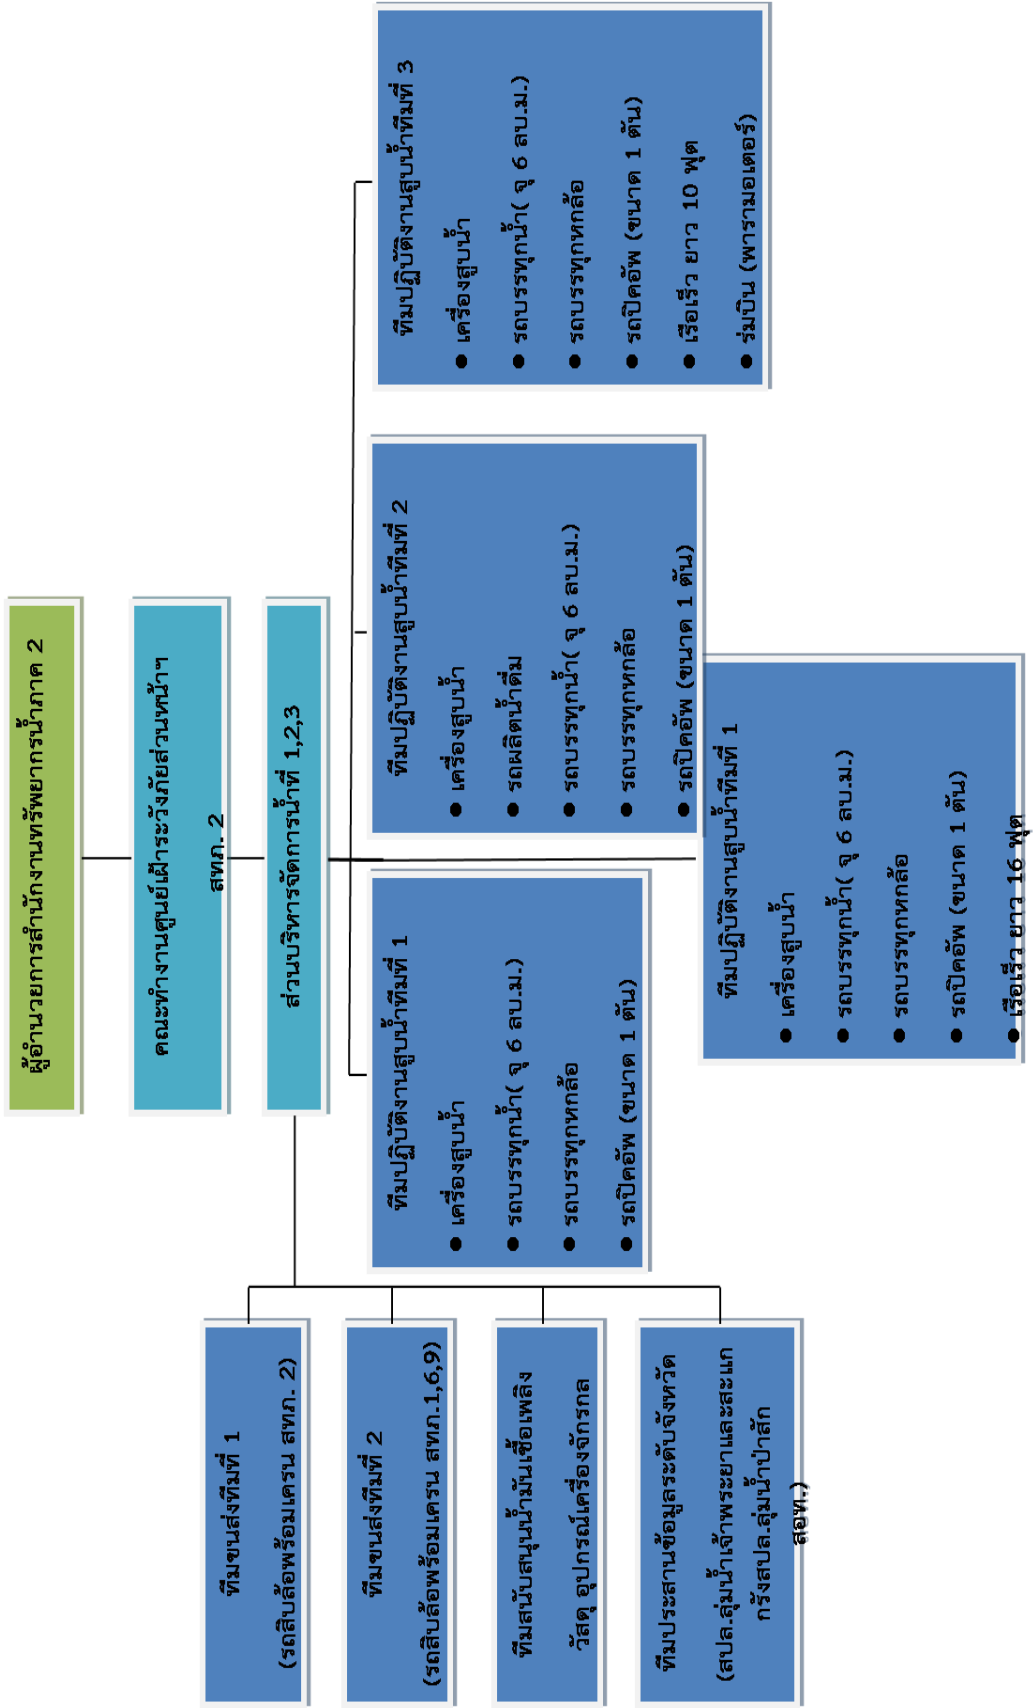 ผู้อำนวยการสำนักงานทรัพยากรน้ำภาค 2
คณะทำงานศูนย์เฝ้าระวังภัยส่วนหน้าฯ
สทภ. 2
ส่วนบริหารจัดการน้ำที่ 1,2,3
ทีมขนส่งทีมที่ 1
(รถสิบล้อพร้อมเครน สทภ. 2)
ทีมขนส่งทีมที่ 2
(รถสิบล้อพร้อมเครน สทภ.1,6,9)
ทีมสนับสนุนน้ำมันเชื้อเพลิง
วัสดุ อุปกรณ์เครื่องจักรกล
ทีมประสานข้อมูลระดับจังหวัด
(สปล.ลุ่มน้ำเจ้าพระยาและสะแก
กรังสปล.ลุ่มน้ำป่าสัก
สอท.)
ทีมปฏิบัติงานสูบน้ำทีมที่ 1
● เครื่องสูบน้ำ
● รถบรรทุกน้ำ( จุ 6 ลบ.ม.)
● รถบรรทุกหกล้อ
● รถปิคอัพ (ขนาด 1 ตัน)
ทีมปฏิบัติงานสูบน้ำทีมที่ 2
● เครื่องสูบน้ำ
● รถผลิตน้ำดื่ม
● รถบรรทุกน้ำ( จุ 6 ลบ.ม.)
● รถบรรทุกหกล้อ
● รถปิคอัพ (ขนาด 1 ตัน)
ทีมปฏิบัติงานสูบน้ำทีมที่ 3
● เครื่องสูบน้ำ
● รถบรรทุกน้ำ( จุ 6 ลบ.ม.)
● รถบรรทุกหกล้อ
● รถปิคอัพ (ขนาด 1 ตัน)
● เรือเร็ว ยาว 10 ฟุต
● ร่มบิน (พารามอเตอร์)
ทีมปฏิบัติงานสูบน้ำทีมที่ 1
● เครื่องสูบน้ำ
● รถบรรทุกน้ำ( จุ 6 ลบ.ม.)
● รถบรรทุกหกล้อ
● รถปิคอัพ (ขนาด 1 ตัน)
● เรือเร็ว ยาว 16 ฟุต